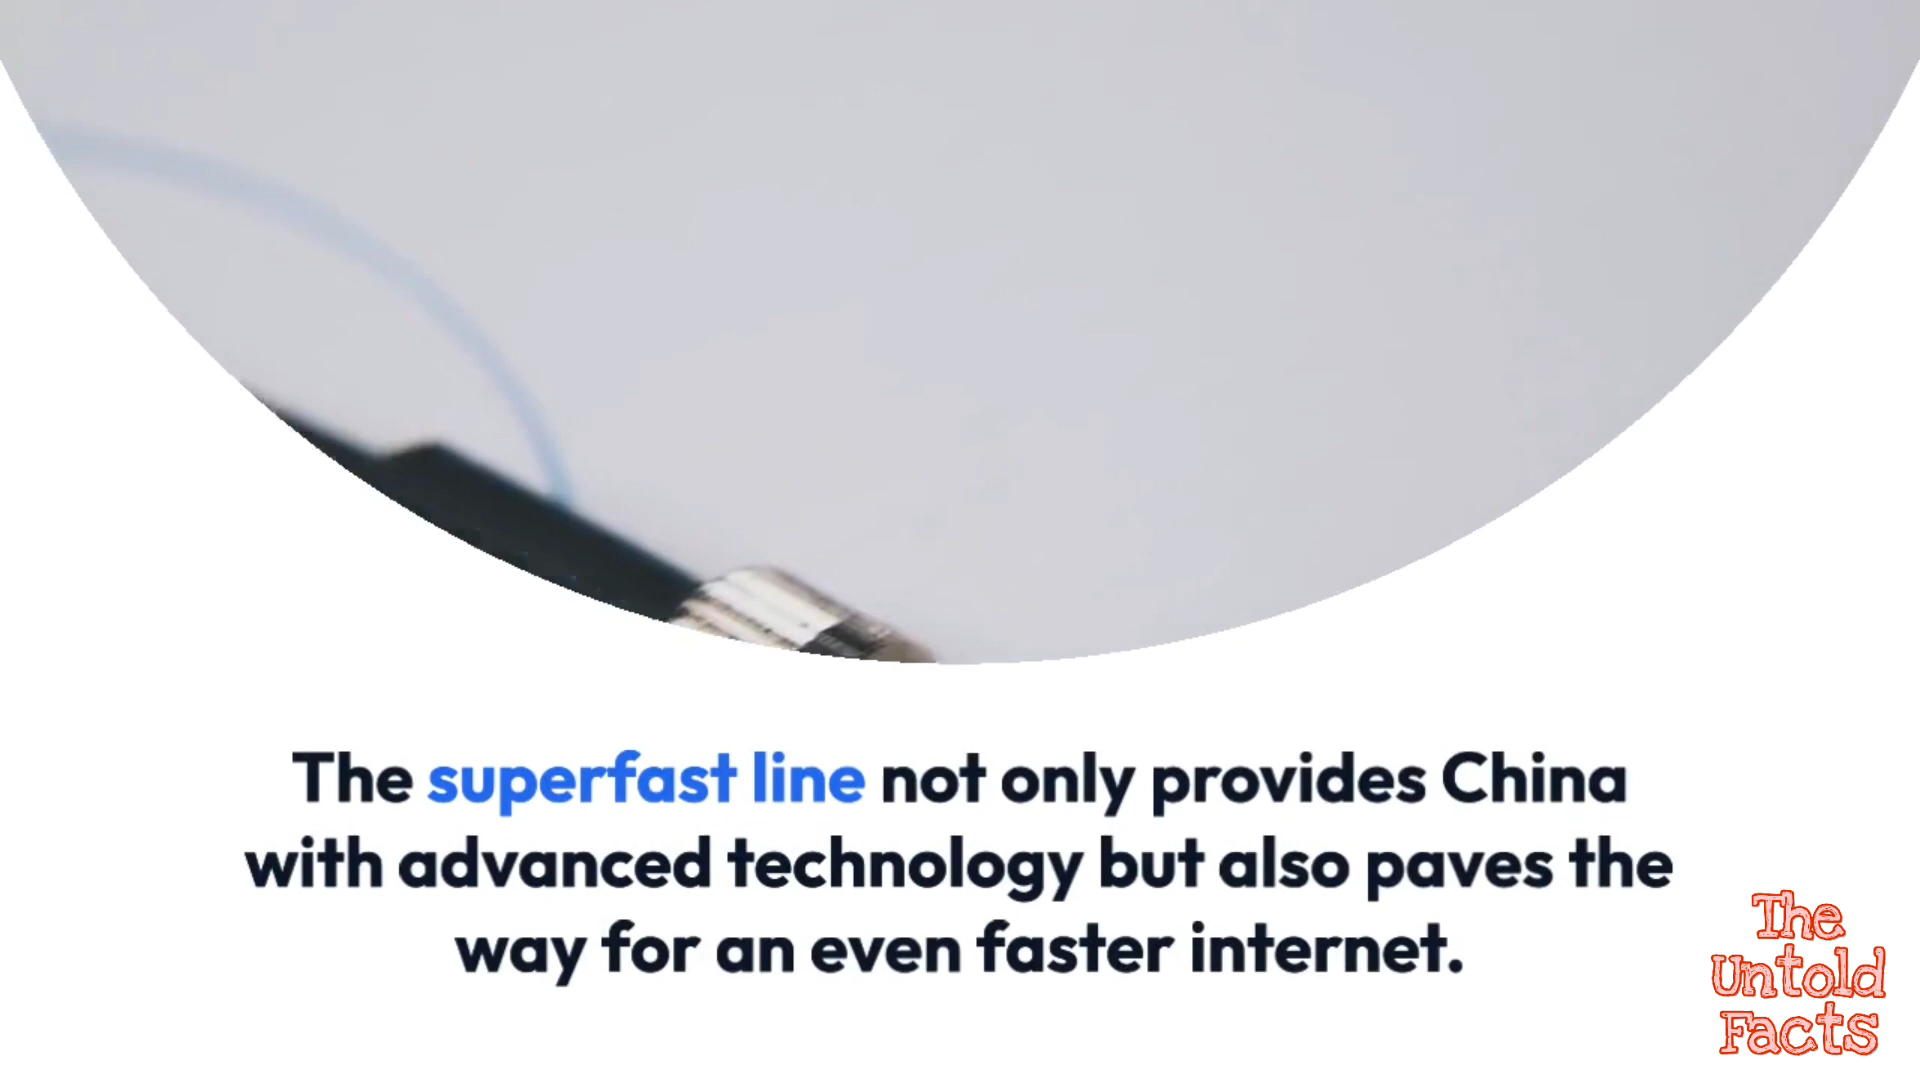 The superfast line not only provides China
with advanced technology but also paves the
way for an even faster internet.
The
Untold
Facts